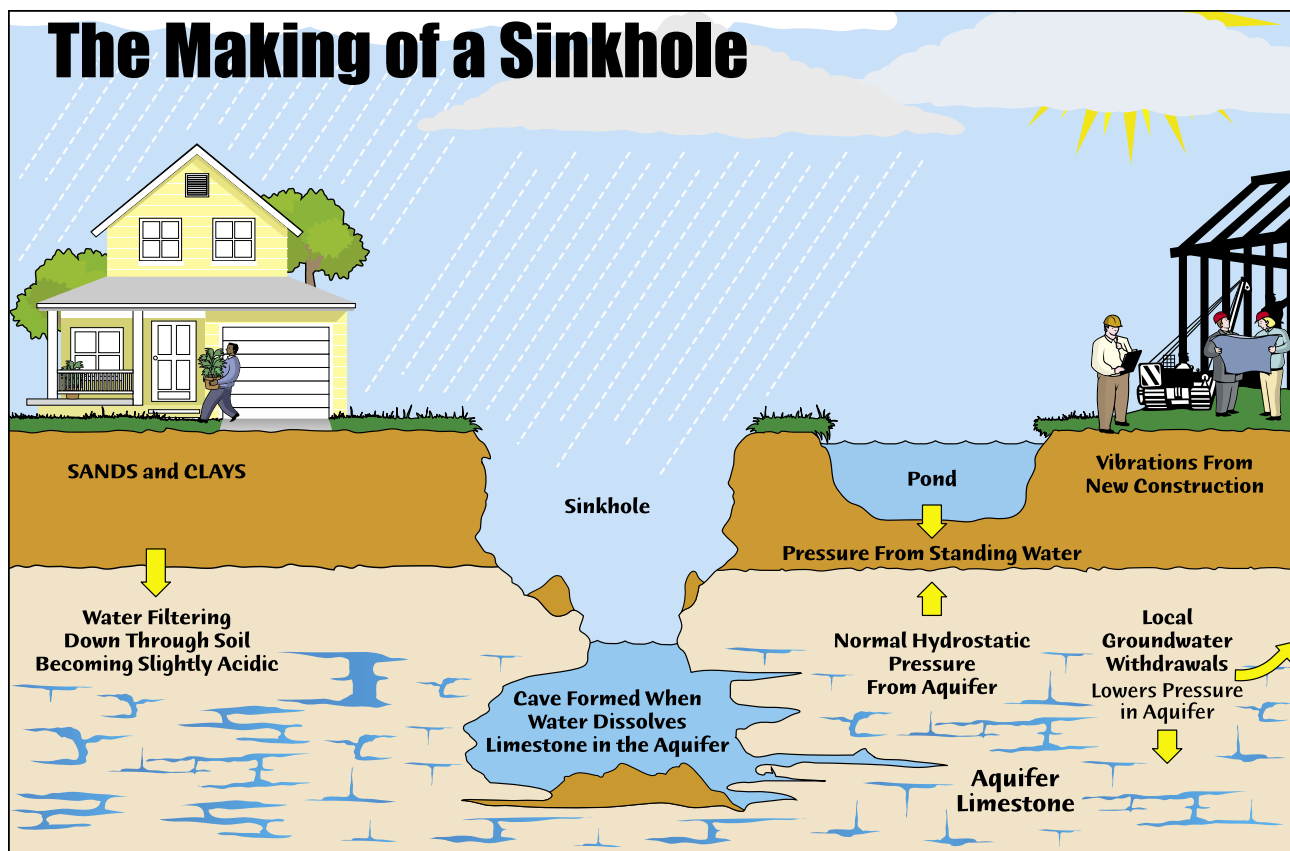 The Making of a Sinkhole
SANDS and CLAYS
Water Filtering
Down Through Soil
Becoming Slightly Acidic
Sinkhole
Cave Formed When
Water Dissolves
Limestone in the Aquifer
Pond
Pressure From Standing Water
Normal Hydrostatic
Pressure
From Aquifer
Vibrations From
New Construction
Local
Groundwater
Withdrawals
Lowers Pressure
in Aquifer
Aquifer
Limestone